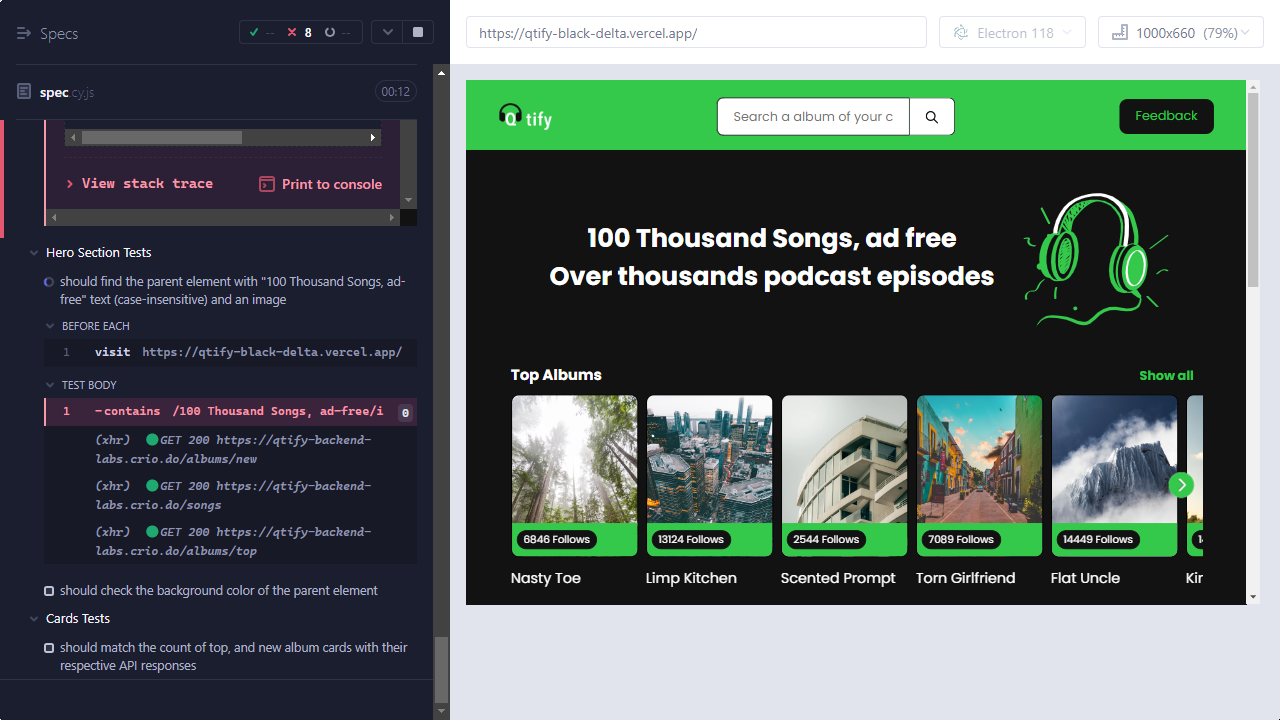 Specs
-- 8 --
spec.cy.js 00:12
View stack trace
Print to console
Hero Section Tests
should find the parent element with "100 Thousand Songs, ad-
free" text (case-insensitive) and an image
BEFORE EACH
1 visit https://qtify-black-delta.vercel.app/
TEST BODY
1 -contains /100 Thousand Songs, ad-free/i 0
(xhr) GET 200 https://qtify-backend-
labs.crio.do/albums/new
(xhr) GET 200 https://qtify-backend-
labs.crio.do/songs
(xhr) GET 200 https://qtify-backend-
labs.crio.do/albums/top
should check the background color of the parent element
Cards Tests
should match the count of top, and new album cards with their
respective API responses
https://qtify-black-delta.vercel.app/
Electron 118
1000x660 (79%)
Qtify
Search a album of your c
Feedback
100 Thousand Songs, ad free
Over thousands podcast episodes
Top Albums
Show all
6846 Follows
13124 Follows
2544 Follows
7089 Follows
14449 Follows
Nasty Toe
Limp Kitchen
Scented Prompt
Torn Girlfriend
Flat Uncle